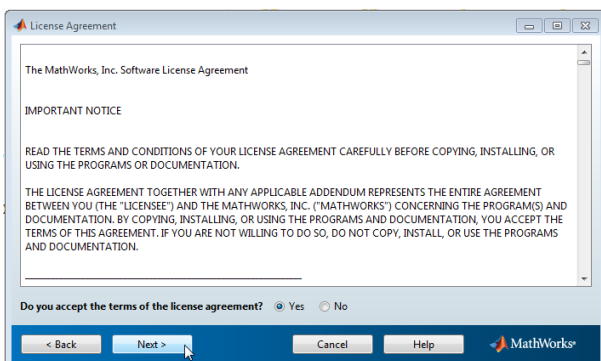 License Agreement
The MathWorks, Inc. Software License Agreement
IMPORTANT NOTICE
READ THE TERMS AND CONDITIONS OF YOUR LICENSE AGREEMENT CAREFULLY BEFORE COPYING, INSTALLING, OR
USING THE PROGRAMS OR DOCUMENTATION.
THE LICENSE AGREEMENT TOGETHER WITH ANY APPLICABLE ADDENDUM REPRESENTS THE ENTIRE AGREEMENT
BETWEEN YOU (THE "LICENSEE") AND THE MATHWORKS, INC. ("MATHWORKS") CONCERNING THE PROGRAM(S) AND
DOCUMENTATION. BY COPYING, INSTALLING, OR USING THE PROGRAMS AND DOCUMENTATION, YOU ACCEPT THE
TERMS OF THIS AGREEMENT. IF YOU ARE NOT WILLING TO DO SO, DO NOT COPY, INSTALL, OR USE THE PROGRAMS
AND DOCUMENTATION.
Do you accept the terms of the license agreement? Yes No
< Back Next > Cancel Help MathWorks®